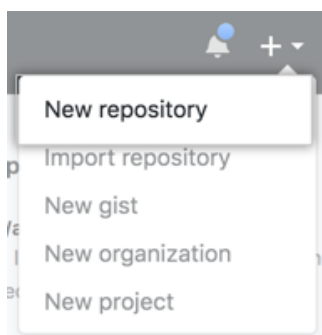 New repository
Import repository
New gist
New organization
New project